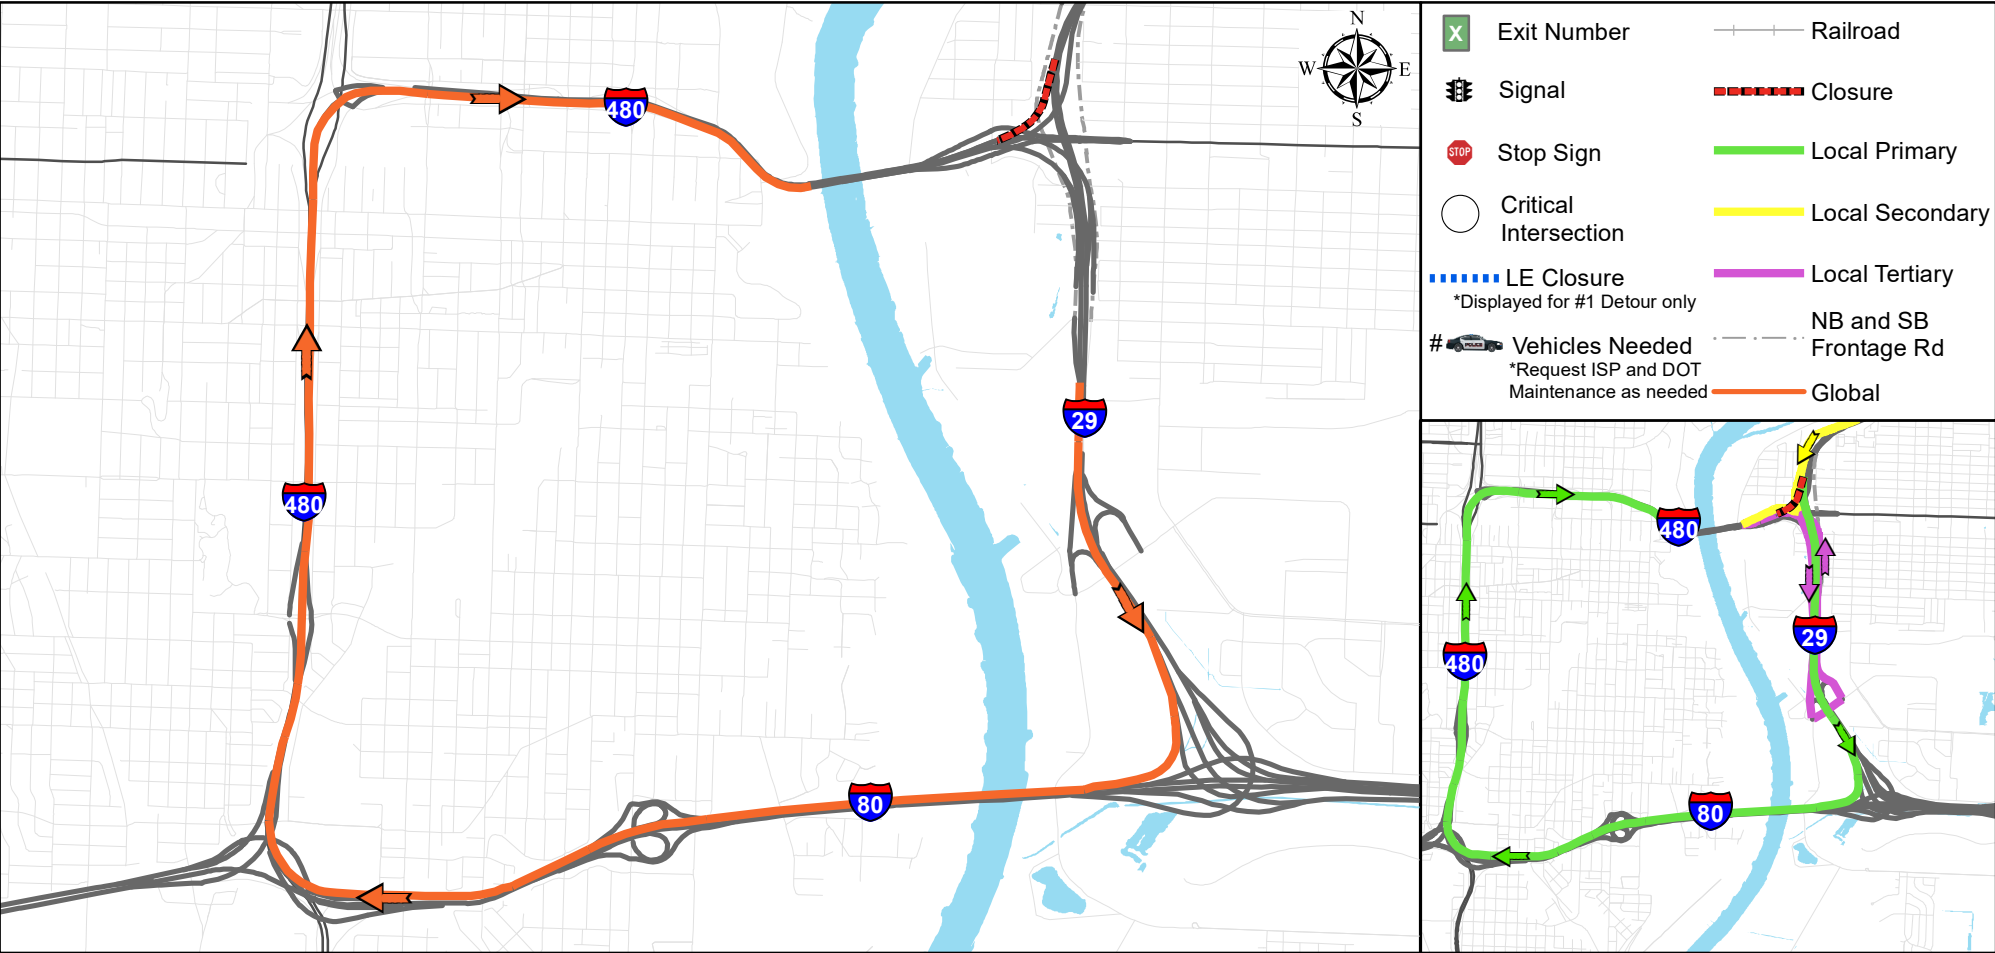 N
W E
S
480
29
480
80
X Exit Number
Signal
STOP Stop Sign
Critical
Intersection
LE Closure
*Displayed for #1 Detour only
# POLICE Vehicles Needed
*Request ISP and DOT
Maintenance as needed
Railroad
Closure
Local Primary
Local Secondary
Local Tertiary
NB and SB
Frontage Rd
Global
480
29
480
80